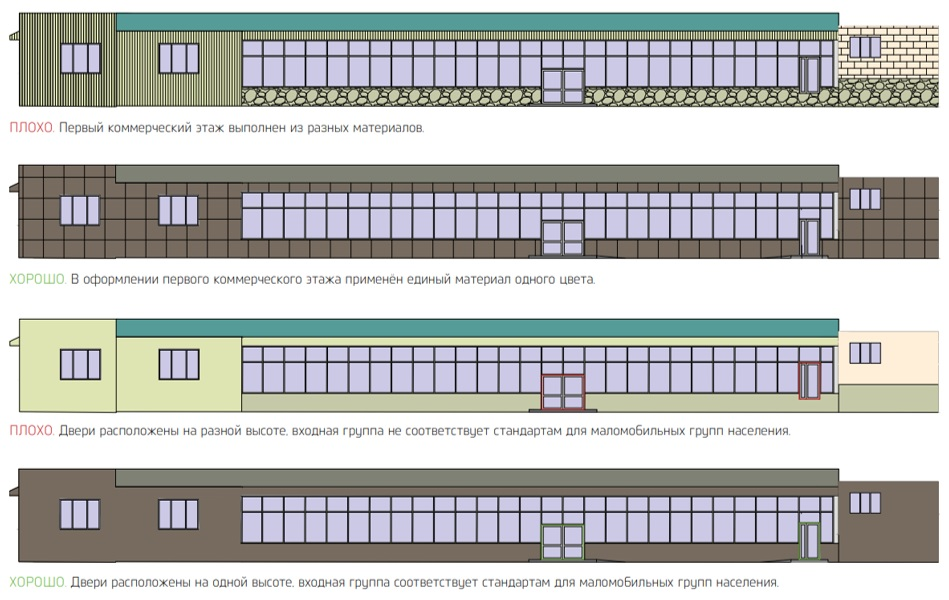 ПЛОХО. Первый коммерческий этаж выполнен из разных материалов.
ХОРОШО. В оформлении первого коммерческого этажа применён единый материал одного цвета.
ПЛОХО. Двери расположены на разной высоте, входная группа не соответствует стандартам для маломобильных групп населения.
ХОРОШО. Двери расположены на одной высоте, входная группа соответствует стандартам для маломобильных групп населения.